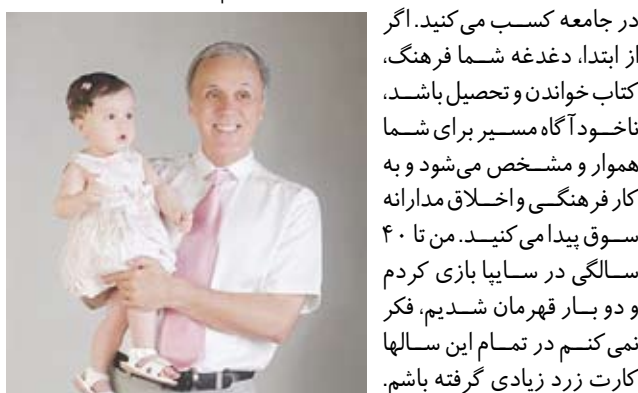 در جامعه کسب می‌کنید. اگر
از ابتدا، دغدغه شما فرهنگ،
کتاب خواندن و تحصیل باشد،
ناخودآگاه مسیر برای شما
هموار و مشخص می‌شود و به
کار فرهنگی و اخلاق مدارانه
سوق پیدا می‌کنید. من تا ۴۰
سالگی در سایپا بازی کردم
و دو بار قهرمان شدیم، فکر
نمی‌کنم در تمام این سالها
کارت زرد زیادی گرفته باشم.